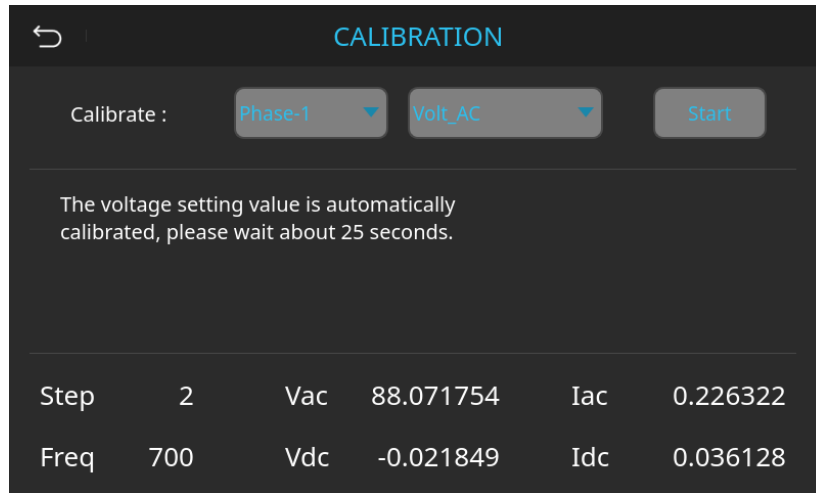 CALIBRATION
Calibrate : Phase-1 Volt_AC Start
The voltage setting value is automatically
calibrated, please wait about 25 seconds.
Step 2 Vac 88.071754 Iac 0.226322
Freq 700 Vdc -0.021849 Idc 0.036128